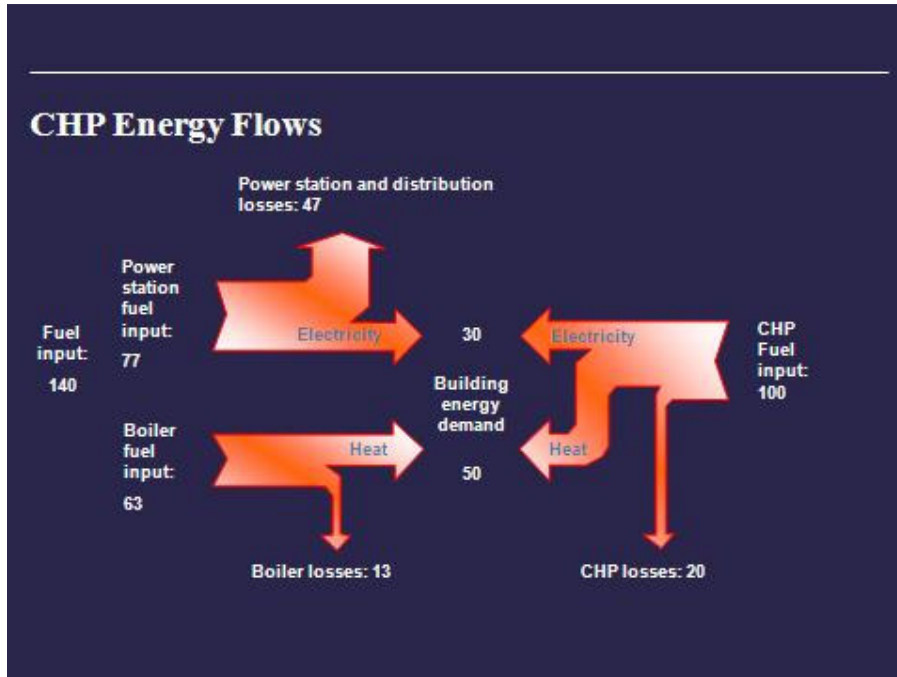 CHP Energy Flows
Power station and distribution
losses: 47
Power
station
fuel
input:
77
Fuel
input:
140
Electricity
30
Electricity
CHP
Fuel
input:
100
Building
energy
demand
Boiler
fuel
input:
63
Heat
50
Heat
Boiler losses: 13
CHP losses: 20